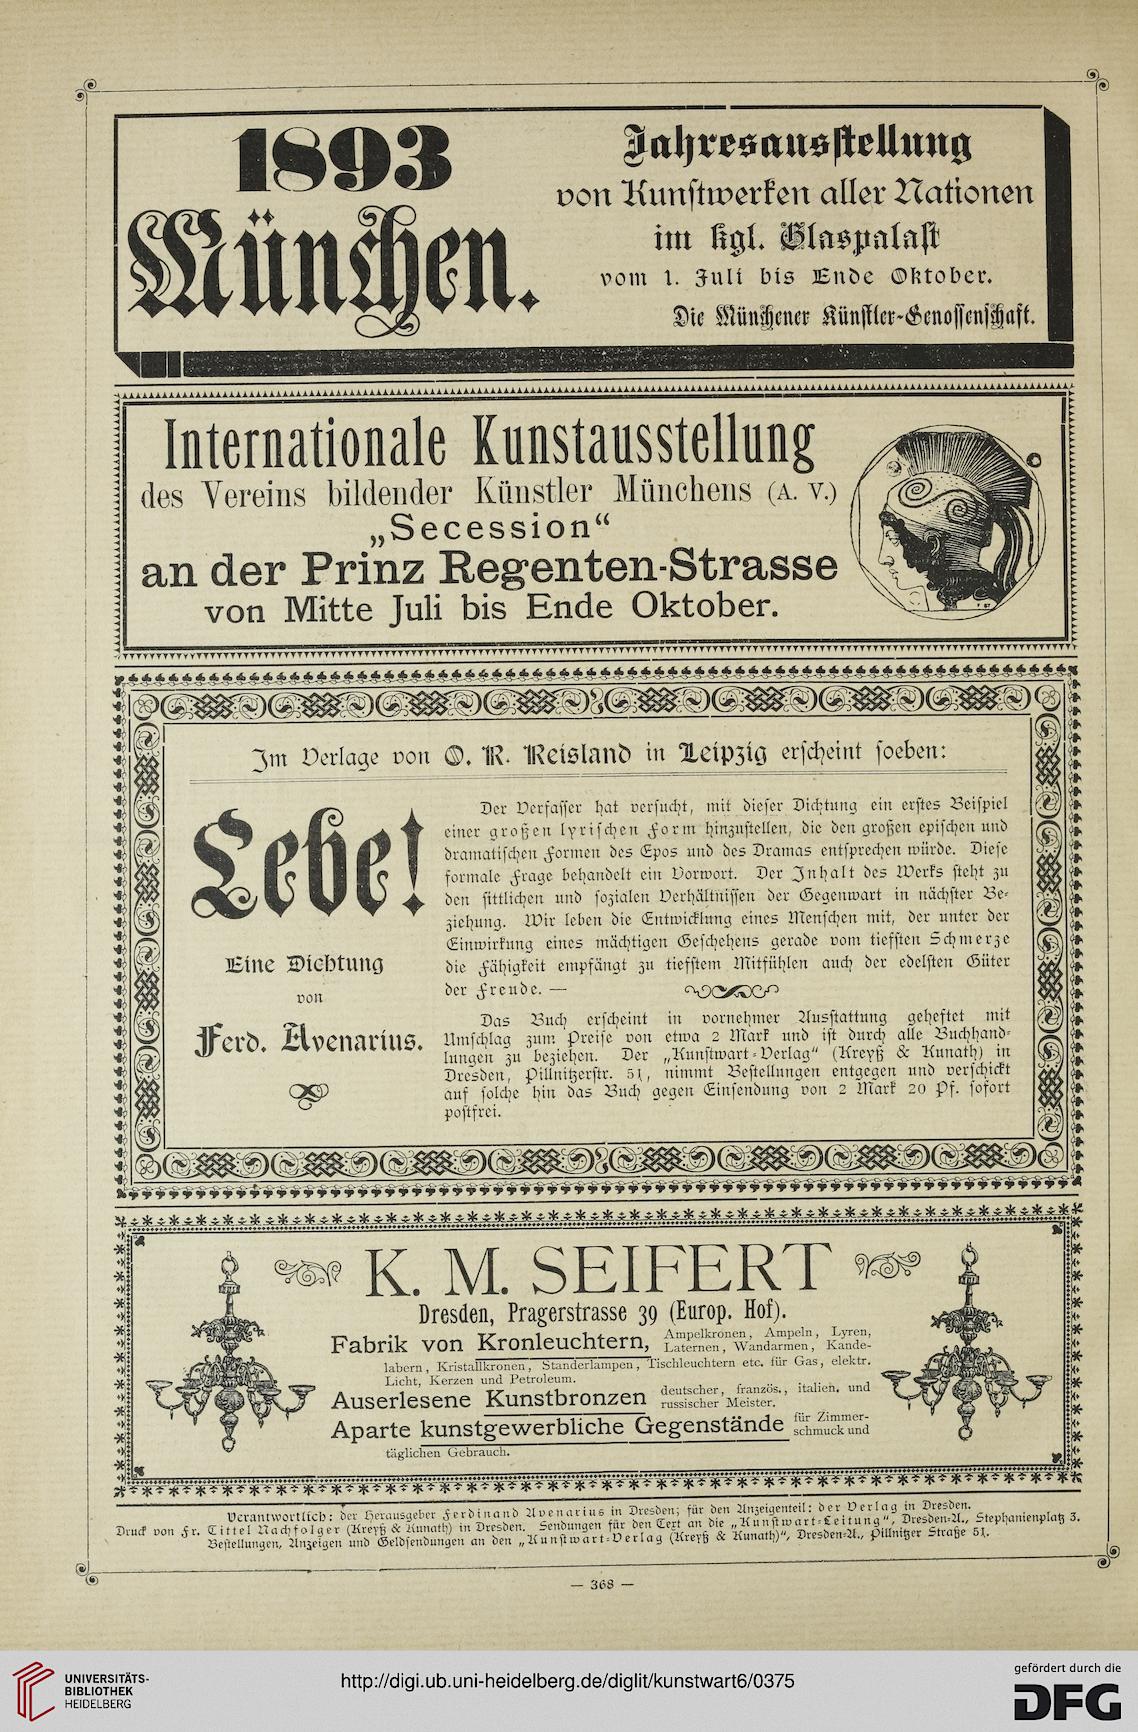 1893
München.
Jahresausstellung
von Kunstwerken aller Nationen
im kgl. Glaspalast
vom 1. Juli bis Ende Oktober.
Die Münchener Künstler-Genossenschaft.
Internationale Kunstausstellung
des Vereins bildender Künstler Münchens (A. V.)
„Secession“
an der Prinz Regenten-Strasse
von Mitte Juli bis Ende Oktober.
Im Verlage von O. R. Reisland in Leipzig erscheint soeben:
Lebe!
Eine Dichtung
von
Ferd. Avenarius.
Der Verfasser hat versucht, mit dieser Dichtung ein erstes Beispiel
einer großen lyrischen Form hinzustellen, die den großen epischen und
dramatischen Formen des Epos und des Dramas entsprechen würde. Diese
formale Frage behandelt ein Vorwort. Der Inhalt des Werks steht zu
den sittlichen und sozialen Verhältnissen der Gegenwart in nächster Be-
ziehung. Wir leben die Entwicklung eines Menschen mit, der unter der
Einwirkung eines mächtigen Geschehens gerade vom tiefsten Schmerze
die Fähigkeit empfängt zu tiefstem Mitfühlen auch der edelsten Güter
der Freude. —
Das Buch erscheint in vornehmer Ausstattung geheftet mit
Umschlag zum Preise von etwa 2 Mark und ist durch alle Buchhand-
lungen zu beziehen. Der „Kunstwart-Verlag“ (Kreyß & Kunath) in
Dresden, Pillnitzerstr. 51, nimmt Bestellungen entgegen und verschickt
auf solche hin das Buch gegen Einsendung von 2 Mark 20 Pf. sofort
postfrei.
K. M. SEIFERT
Dresden, Pragerstrasse 39 (Europ. Hof).
Fabrik von Kronleuchtern, Ampelkronen, Ampeln, Lyren,
Laternen, Wandarmen, Kande-
labern, Kristallkronen, Standerlampen, Tischleuchtern etc. für Gas, elektr.
Licht, Kerzen und Petroleum.
Auserlesene Kunstbronzen deutscher, französ., italien. und
russischer Meister.
Aparte kunstgewerbliche Gegenstände für Zimmer-
schmuck und
täglichen Gebrauch.
Verantwortlich: der Herausgeber Ferdinand Avenarius in Dresden; für den Anzeigenteil: der Verlag in Dresden.
Druck von Fr. Tittel Nachfolger (Kreyß & Kunath) in Dresden. Sendungen für den Text an die „Kunstwart-Leitung“, Dresden-A., Stephanienplatz 3.
Bestellungen, Anzeigen und Geldsendungen an den „Kunstwart-Verlag (Kreyß & Kunath)“, Dresden-A., Pillnitzer Straße 51.
— 368 —
UNIVERSITÄTS-
BIBLIOTHEK
HEIDELBERG
http://digi.ub.uni-heidelberg.de/diglit/kunstwart6/0375
gefördert durch die
DFG